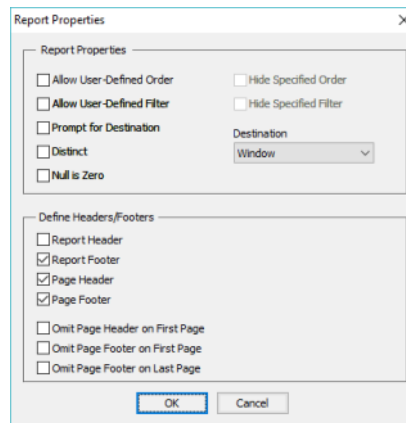 Report Properties
Report Properties
Allow User-Defined Order
Hide Specified Order
Allow User-Defined Filter
Hide Specified Filter
Prompt for Destination
Destination
Distinct
Window
Null is Zero
Define Headers/Footers
Report Header
Report Footer
Page Header
Page Footer
Omit Page Header on First Page
Omit Page Footer on First Page
Omit Page Footer on Last Page
OK
Cancel